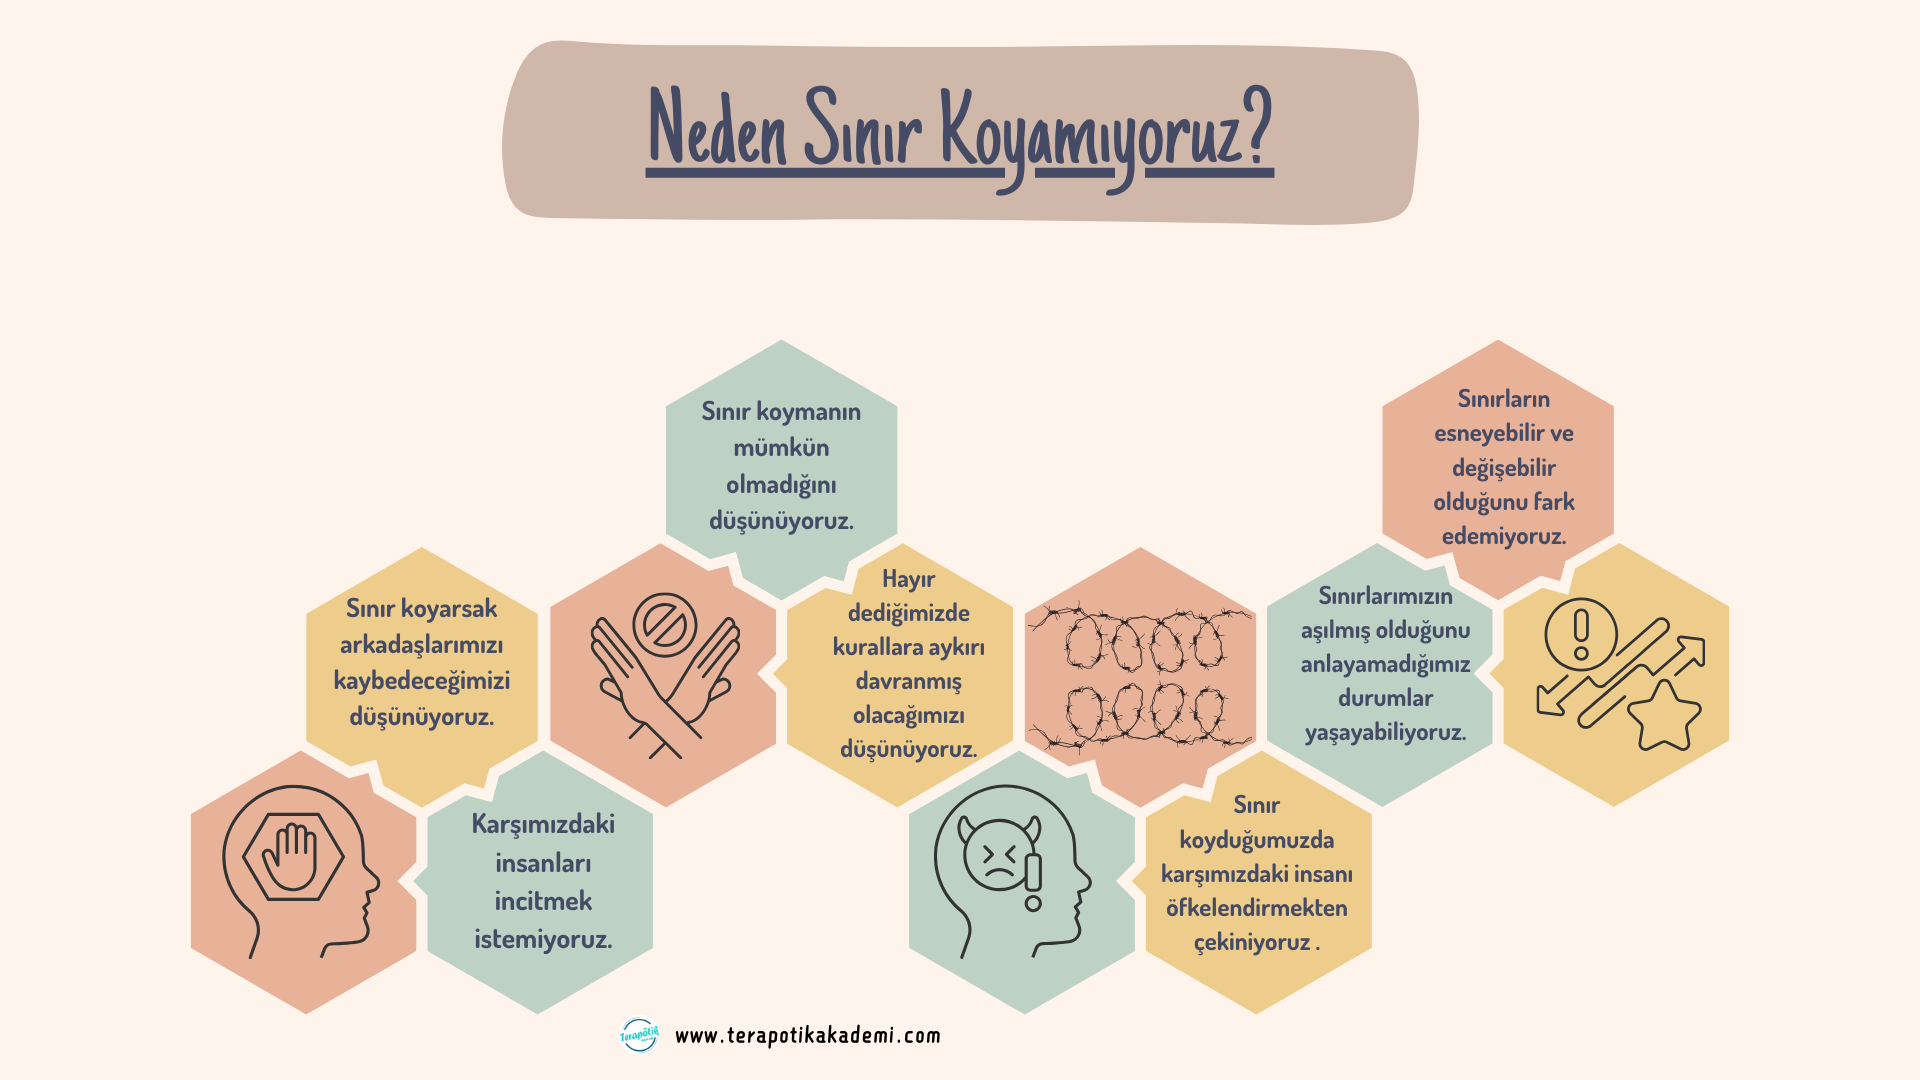 Neden Sınır Koyamıyoruz?
Sınır koyarsak
arkadaşlarımızı
kaybedeceğimizi
düşünüyoruz.
Karşımızdaki
insanları
incitmek
istemiyoruz.
Sınır koymanın
mümkün
olmadığını
düşünüyoruz.
Hayır
dediğimizde
kurallara aykırı
davranmış
olacağımızı
düşünüyoruz.
Sınır
koyduğumuzda
karşımızdaki insanı
öfkelendirmekten
çekiniyoruz .
Sınırlarımızın
aşılmış olduğunu
anlayamadığımız
durumlar
yaşayabiliyoruz.
Sınırların
esneyebilir ve
değişebilir
olduğunu fark
edemiyoruz.
Terapötik
www.terapotikakademi.com